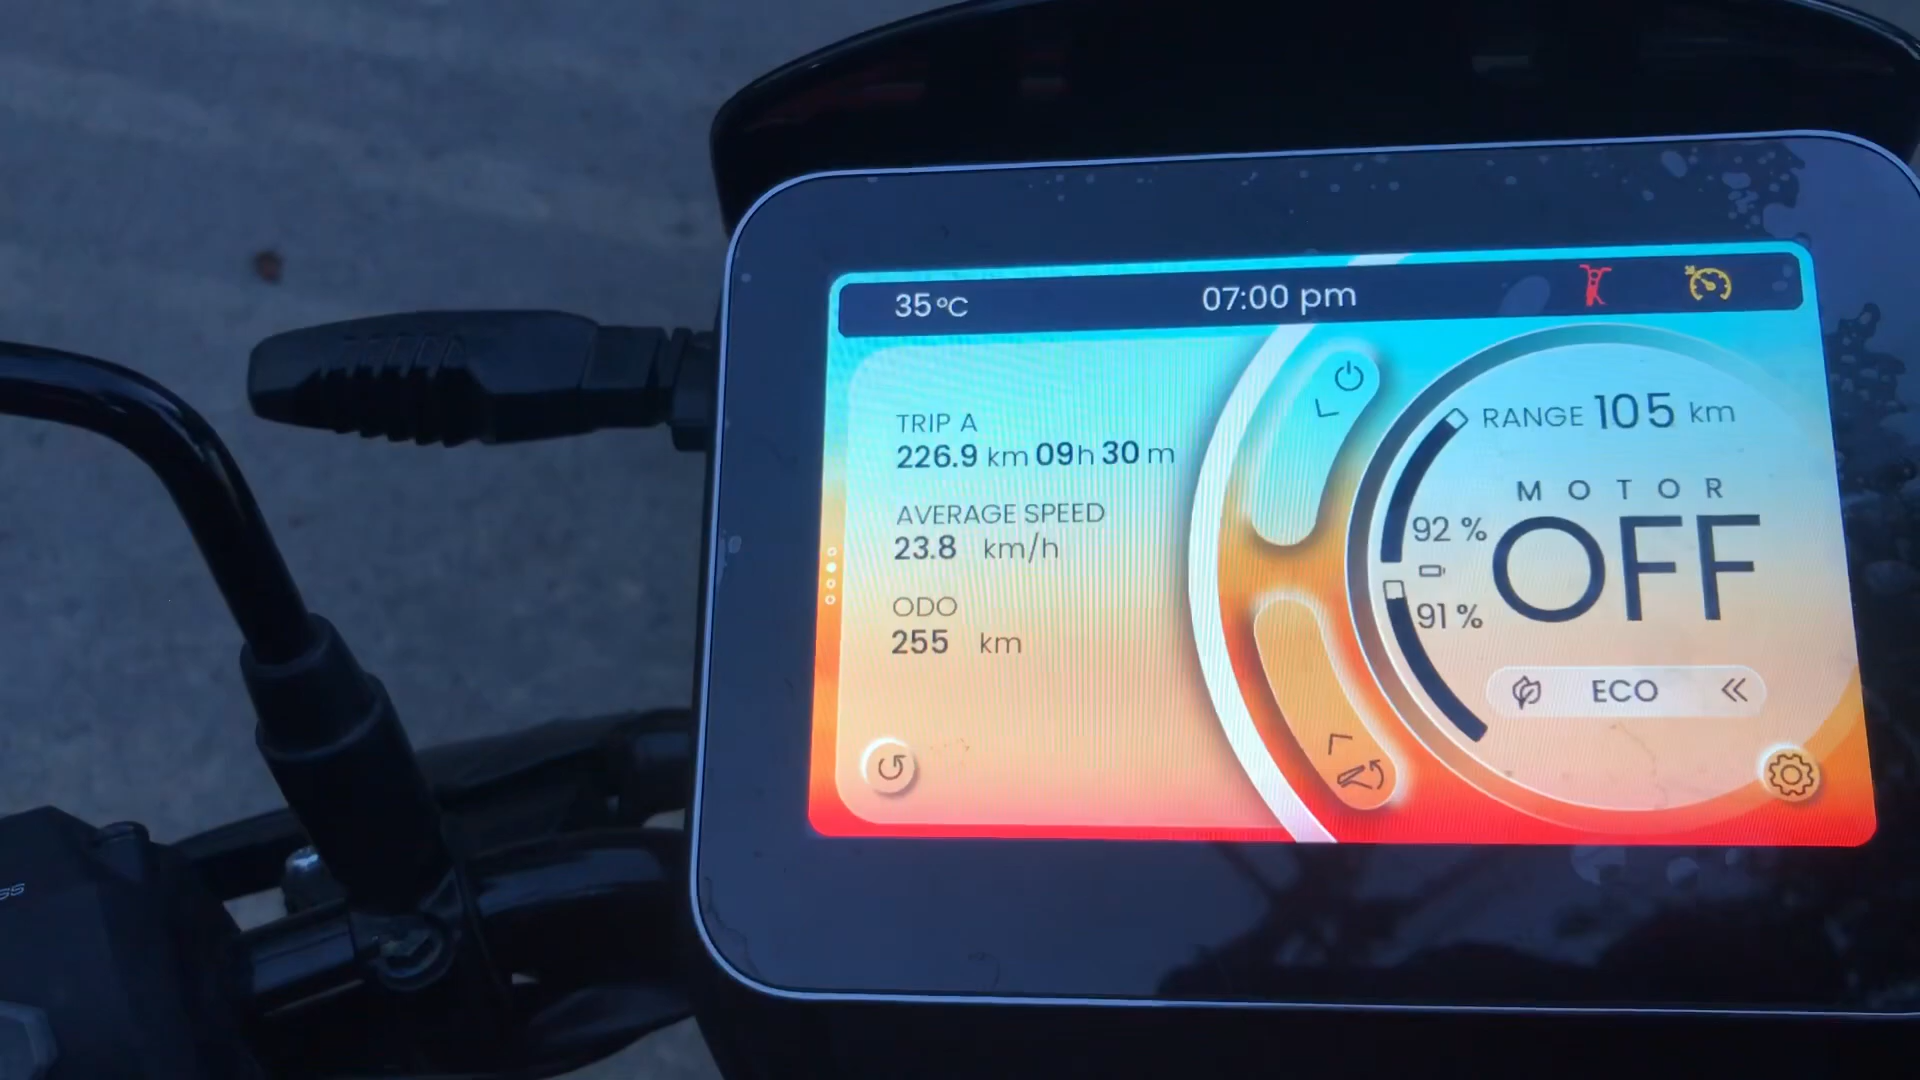 35°C
07:00 pm
TRIP A
226.9 km 09h 30 m
AVERAGE SPEED
23.8 km/h
ODO
255 km
RANGE 105 km
MOTOR
OFF
92 %
91 %
ECO